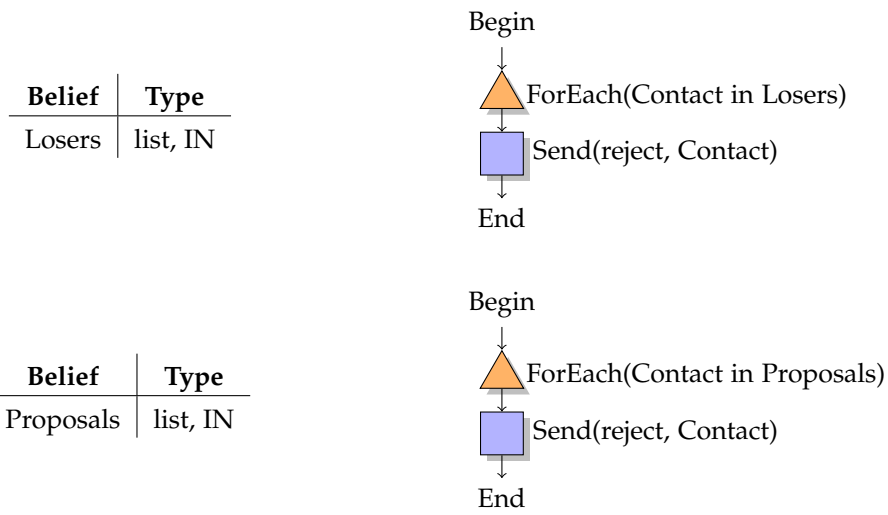 Begin
Belief Type
ForEach(Contact in Losers)
Losers list, IN
Send(reject, Contact)
End
Begin
Belief Type
ForEach(Contact in Proposals)
Proposals list, IN
Send(reject, Contact)
End